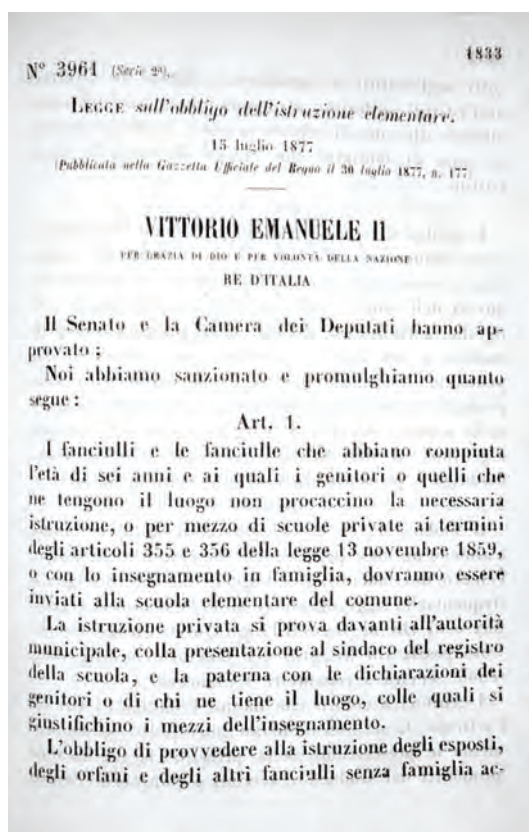 1833
N° 3961 (Serie 2ª).
LEGGE sull'obbligo dell'istruzione elementare.
15 luglio 1877
(Pubblicata nella Gazzetta Ufficiale del Regno il 30 luglio 1877, n. 177)
VITTORIO EMANUELE II
PER GRAZIA DI DIO E PER VOLONTÀ DELLA NAZIONE
RE D'ITALIA
Il Senato e la Camera dei Deputati hanno ap-
provato ;
Noi abbiamo sanzionato e promulghiamo quanto
segue :
Art. 1.
I fanciulli e le fanciulle che abbiano compiuta
l'età di sei anni e ai quali i genitori o quelli che
ne tengono il luogo non procaccino la necessaria
istruzione, o per mezzo di scuole private ai termini
degli articoli 355 e 356 della legge 13 novembre 1859,
o con lo insegnamento in famiglia, dovranno essere
inviati alla scuola elementare del comune.
La istruzione privata si prova davanti all'autorità
municipale, colla presentazione al sindaco del registro
della scuola, e la paterna con le dichiarazioni dei
genitori o di chi ne tiene il luogo, colle quali si
giustifichino i mezzi dell'insegnamento.
L'obbligo di provvedere alla istruzione degli esposti,
degli orfani e degli altri fanciulli senza famiglia ac-